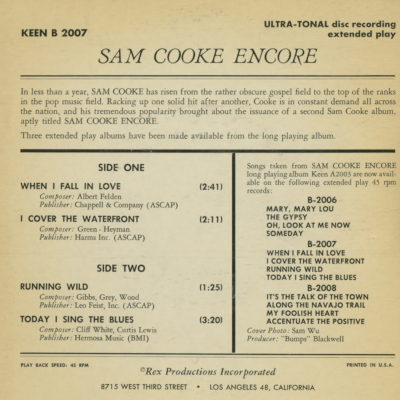 KEEN B 2007
ULTRA-TONAL disc recording
extended play
SAM COOKE ENCORE
In less than a year, SAM COOKE has risen from the rather obscure gospel field to the top of the ranks
in the pop music field. Racking up one solid hit after another, Cooke is in constant demand all across
the nation, and his tremendous popularity brought about the issuance of a second Sam Cooke album,
aptly titled SAM COOKE ENCORE.
Three extended play albums have been made available from the long playing album.
SIDE ONE
WHEN I FALL IN LOVE (2:41)
Composer: Albert Felden
Publisher: Chappell & Company (ASCAP)
I COVER THE WATERFRONT (2:11)
Composer: Green - Heyman
Publisher: Harms Inc. (ASCAP)
SIDE TWO
RUNNING WILD (1:25)
Composer: Gibbs, Grey, Wood
Publisher: Leo Feist, Inc. (ASCAP)
TODAY I SING THE BLUES (3:20)
Composer: Cliff White, Curtis Lewis
Publisher: Hermosa Music (BMI)
Songs taken from SAM COOKE ENCORE
long playing album Keen A2003 are now avail-
able on the following extended play 45 rpm
records:
B-2006
MARY, MARY LOU
THE GYPSY
OH, LOOK AT ME NOW
SOMEDAY
B-2007
WHEN I FALL IN LOVE
I COVER THE WATERFRONT
RUNNING WILD
TODAY I SING THE BLUES
B-2008
IT'S THE TALK OF THE TOWN
ALONG THE NAVAJO TRAIL
MY FOOLISH HEART
ACCENTUATE THE POSITIVE
Cover Photo: Sam Wu
Producer: "Bumps" Blackwell
PLAY BACK SPEED: 45 RPM
PRINTED IN U.S.A.
©Rex Productions Incorporated
8715 WEST THIRD STREET • LOS ANGELES 48, CALIFORNIA